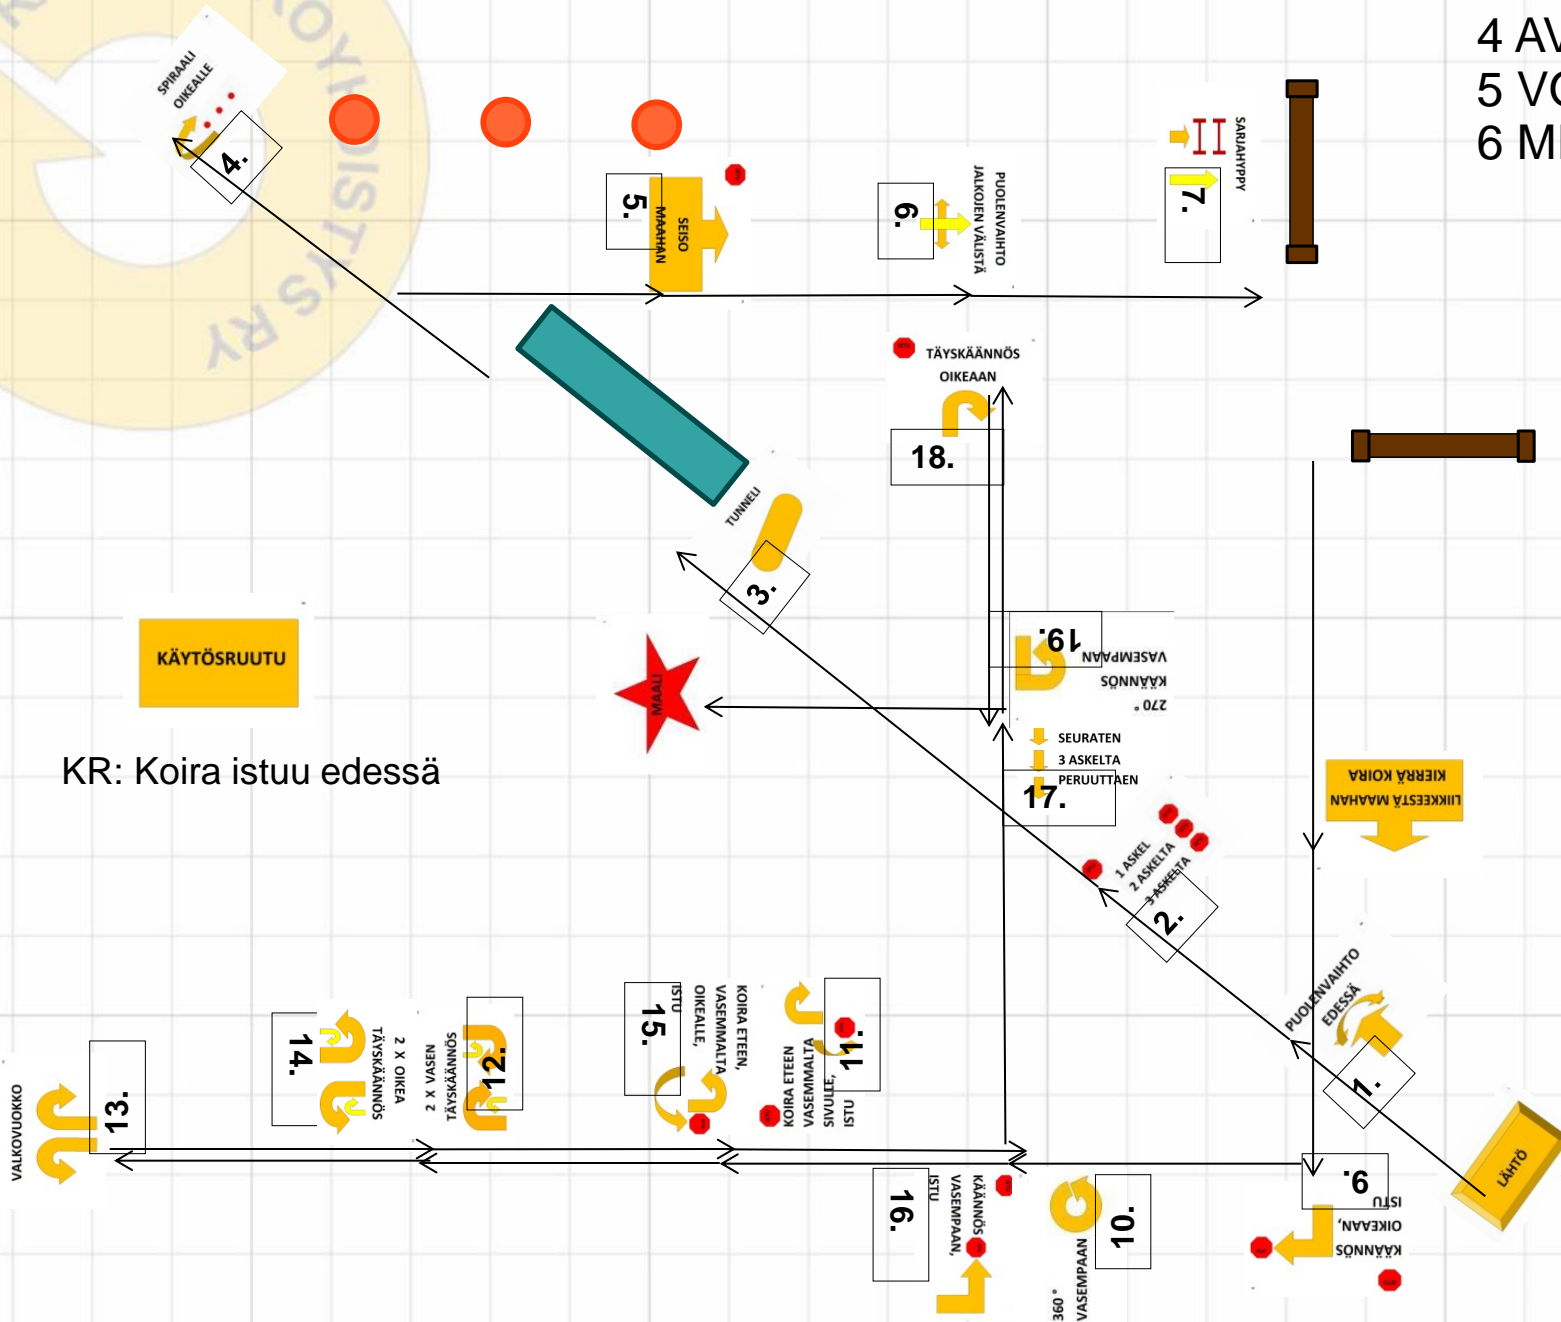 4 AV
5 VO
6 MI
KÖYHDISTYS RY
SPIRAALI
OIKEALLE
4.
5.
SEISO
MAAHAN
6.
PUOLENVAIHTO
JALKOJEN VÄLISTÄ
7.
SARJAHYPPY
TÄYSKÄÄNNÖS
OIKEAAN
18.
TUNNELI
3.
19.
270°
KÄÄNNÖS
VASEMPAAN
KÄYTÖSRUUTU
MAALI
KR: Koira istuu edessä
SEURATEN
3 ASKELTA
PERUUTTAEN
17.
LIIKKEESTÄ MAAHAN
KIERRÄ KOIRA
1 ASKEL
2 ASKELTA
3 ASKELTA
2.
PUOLENVAIHTO
EDESSÄ
1.
LÄHTÖ
9.
KÄÄNNÖS
OIKEAAN,
ISTU
10.
360°
VASEMPAAN
16.
KÄÄNNÖS
VASEMPAAN,
ISTU
11.
KOIRA ETEEN
VASEMMALTA
SIVULLE,
ISTU
15.
KOIRA ETEEN,
VASEMMALTA
OIKEALLE,
ISTU
12.
2 X VASEN
TÄYSKÄÄNNÖS
14.
2 X OIKEA
TÄYSKÄÄNNÖS
13.
VALKOVUOKKO